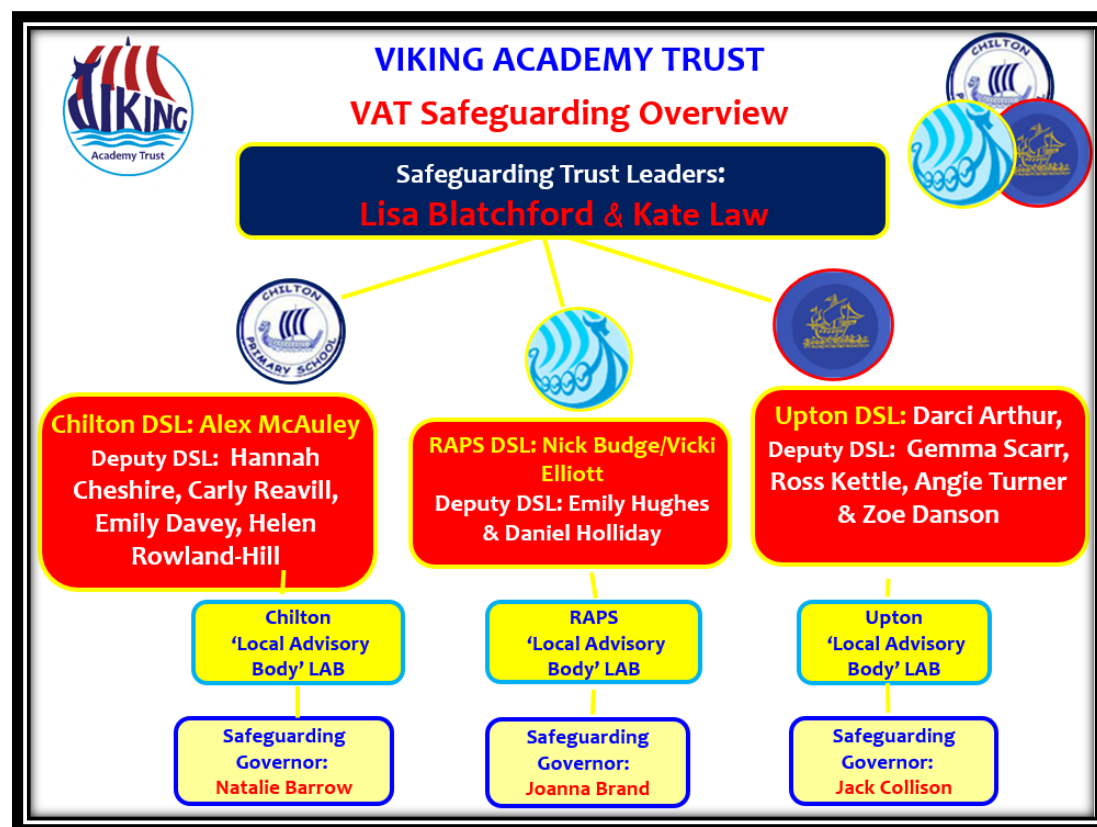 VIKING
Academy Trust
VIKING ACADEMY TRUST
VAT Safeguarding Overview
CHILTON
Safeguarding Trust Leaders:
Lisa Blatchford & Kate Law
CHILTON
PRIMARY SCHOOL
Chilton DSL: Alex McAuley
Deputy DSL: Hannah
Cheshire, Carly Reavill,
Emily Davey, Helen
Rowland-Hill
RAPS DSL: Nick Budge/Vicki
Elliott
Deputy DSL: Emily Hughes
& Daniel Holliday
Upton DSL: Darci Arthur,
Deputy DSL: Gemma Scarr,
Ross Kettle, Angie Turner
& Zoe Danson
Chilton
‘Local Advisory
Body’ LAB
RAPS
‘Local Advisory
Body’ LAB
Upton
‘Local Advisory
Body’ LAB
Safeguarding
Governor:
Natalie Barrow
Safeguarding
Governor:
Joanna Brand
Safeguarding
Governor:
Jack Collison